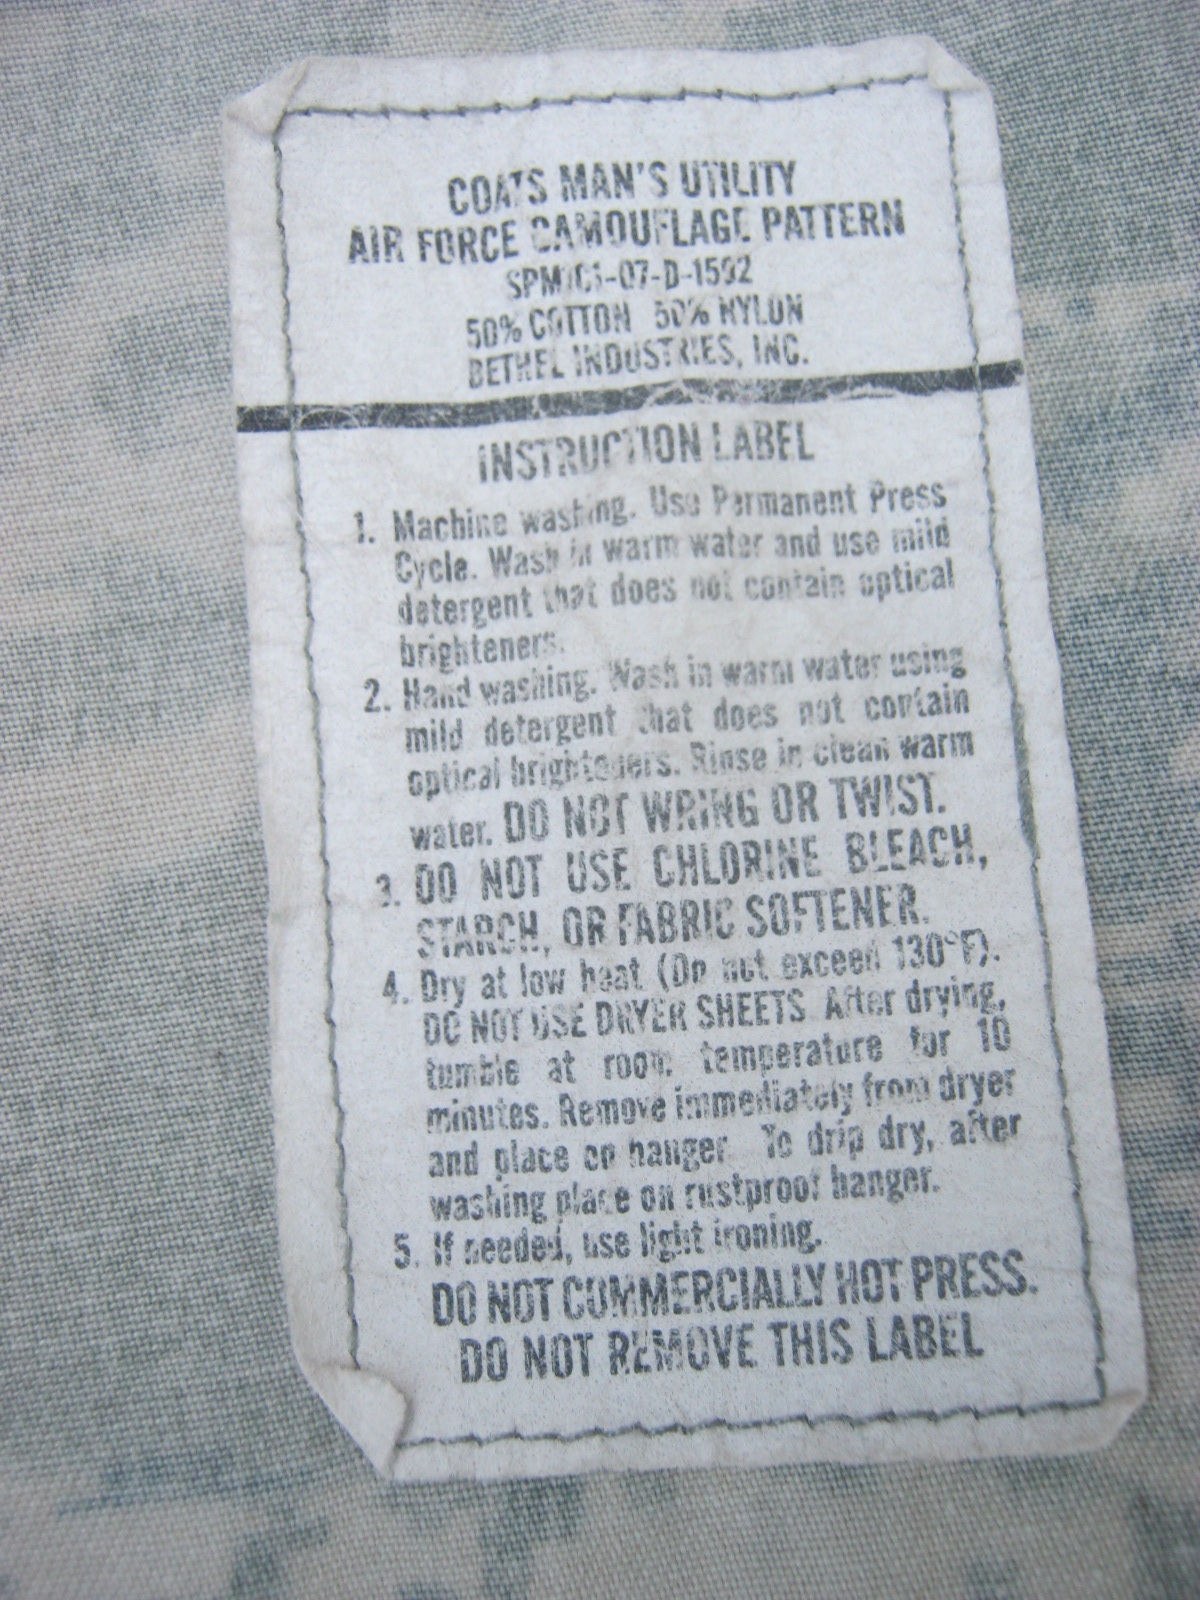 COATS MAN'S UTILITY
AIR FORCE CAMOUFLAGE PATTERN
SPM1C1-07-D-1592
50% COTTON 50% NYLON
BETHEL INDUSTRIES, INC.
INSTRUCTION LABEL
1. Machine washing. Use Permanent Press
Cycle. Wash in warm water and use mild
detergent that does not contain optical
brighteners.
2. Hand washing. Wash in warm water using
mild detergent that does not contain
optical brighteners. Rinse in clean warm
water. DO NOT WRING OR TWIST.
3. DO NOT USE CHLORINE BLEACH,
STARCH, OR FABRIC SOFTENER.
4. Dry at low heat (Do not exceed 130°F).
DO NOT USE DRYER SHEETS. After drying,
tumble at room temperature for 10
minutes. Remove immediately from dryer
and place on hanger. To drip dry, after
washing place on rustproof hanger.
5. If needed, use light ironing.
DO NOT COMMERCIALLY HOT PRESS.
DO NOT REMOVE THIS LABEL